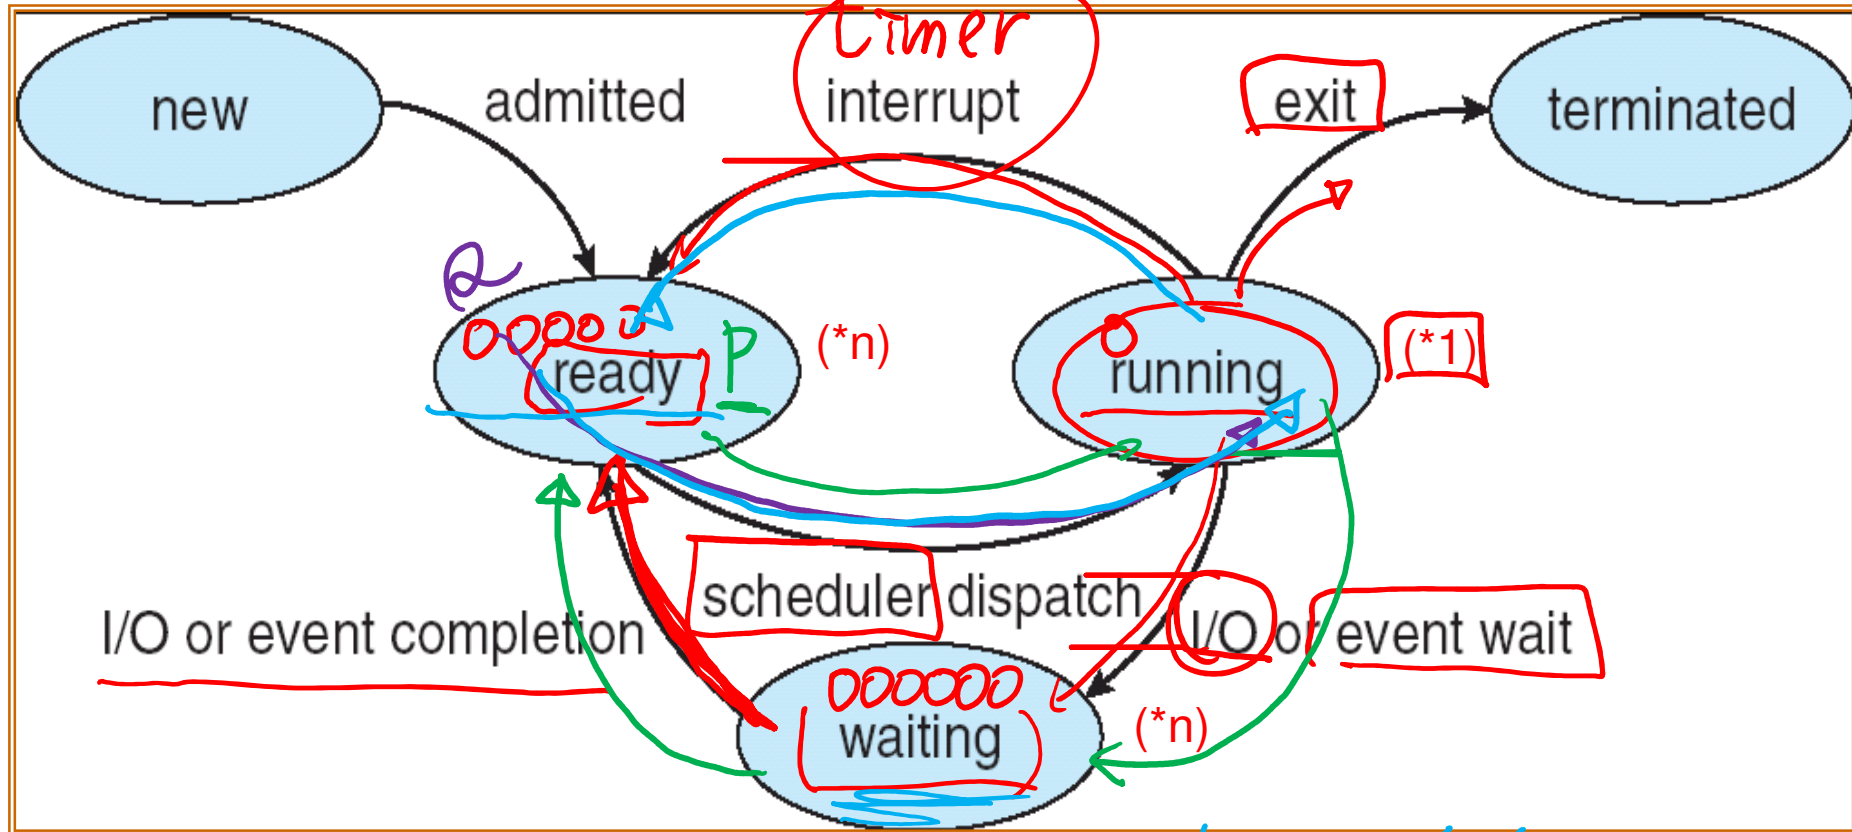 timer
new
admitted
interrupt
exit
terminated
ready
P
(*n)
running
(*1)
scheduler dispatch
I/O or event completion
I/O or event wait
waiting
(*n)